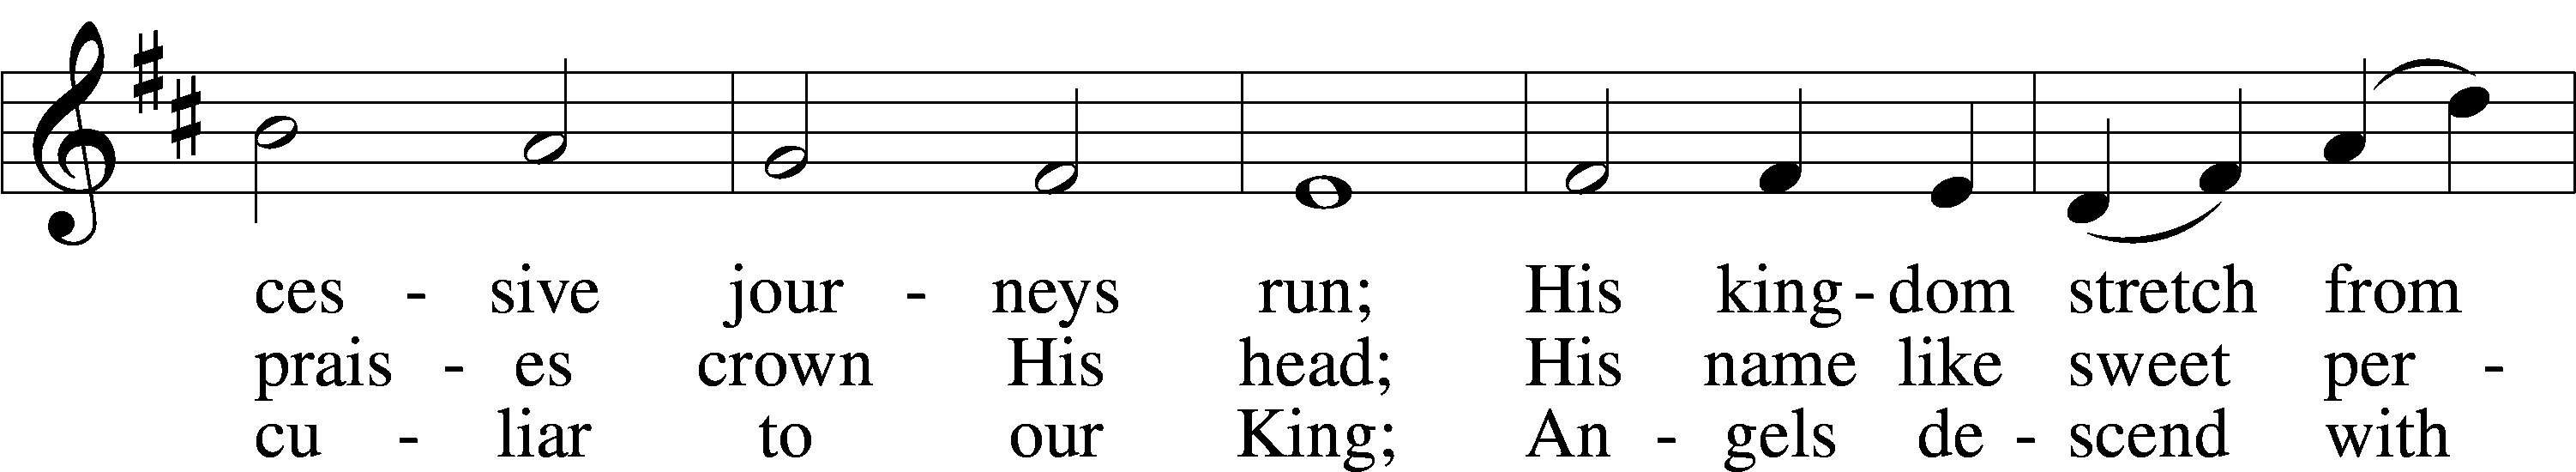 ces - sive jour - neys run; His king - dom stretch from
prais - es crown His head; His name like sweet per -
cu - liar to our King; An - gels de - scend with